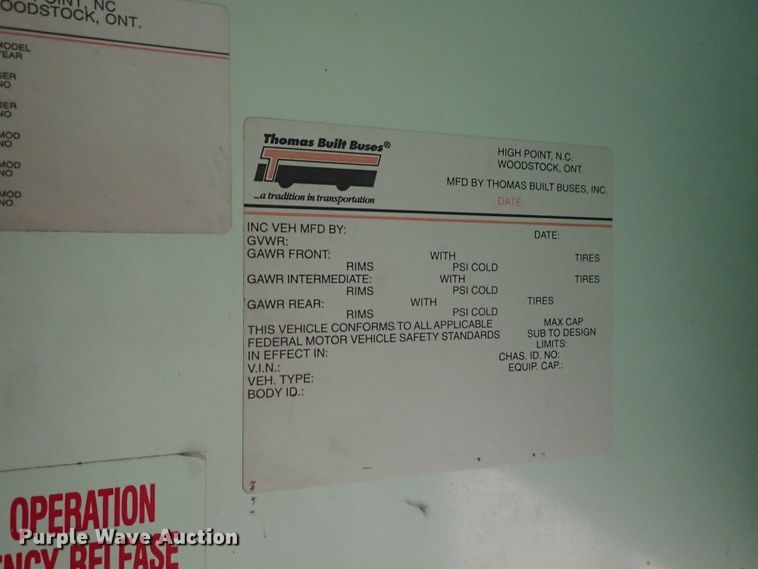 POINT, NC
WOODSTOCK, ONT.
MODEL
YEAR
SER
NO
SER
NO
MOD
NO
MOD
NO
MOD
NO
Thomas Built Buses®
...a tradition in transportation
HIGH POINT, N.C.
WOODSTOCK, ONT.
MFD BY THOMAS BUILT BUSES, INC.
DATE:
INC VEH MFD BY: DATE:
GVWR:
GAWR FRONT: WITH TIRES
RIMS PSI COLD
GAWR INTERMEDIATE: WITH TIRES
RIMS PSI COLD
GAWR REAR: WITH TIRES
RIMS PSI COLD
THIS VEHICLE CONFORMS TO ALL APPLICABLE MAX CAP
FEDERAL MOTOR VEHICLE SAFETY STANDARDS SUB TO DESIGN
IN EFFECT IN: LIMITS:
V.I.N.: CHAS. ID. NO:
VEH. TYPE: EQUIP. CAP.:
BODY ID.:
OPERATION
ENCY RELEASE
Purple Wave Auction